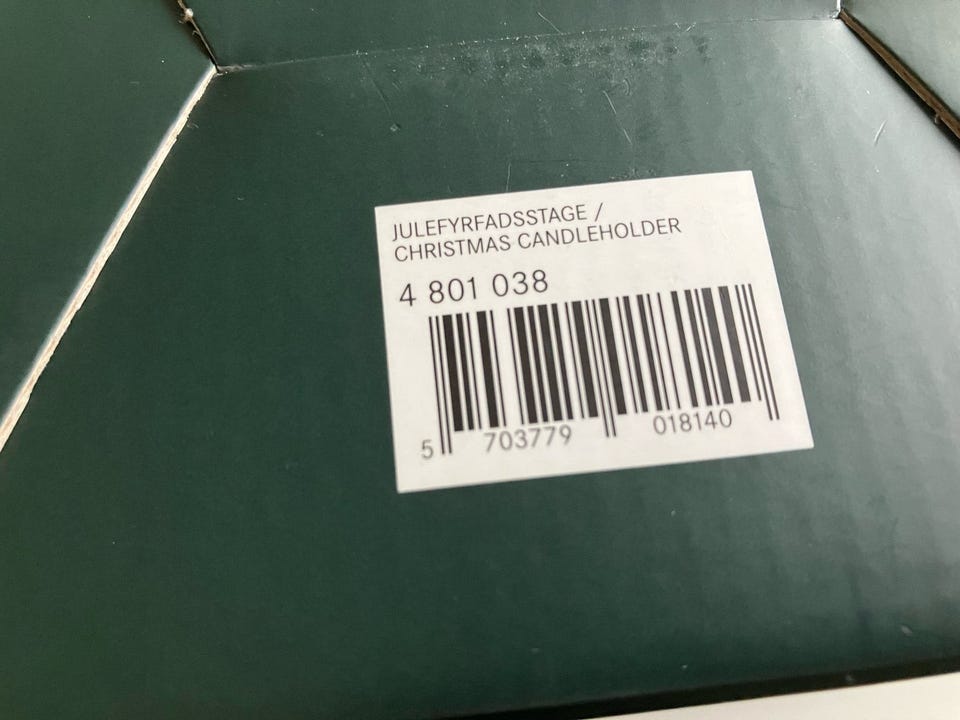 JULEFYRFADSSTAGE /
CHRISTMAS CANDLEHOLDER
4 801 038
5 703779 018140